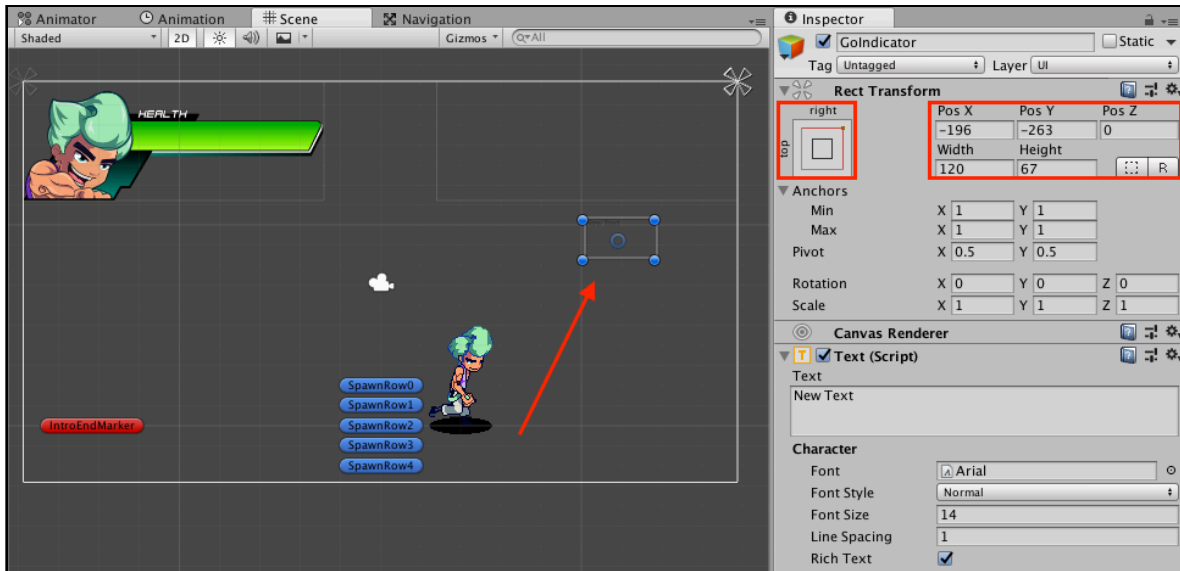 Animator Animation Scene Navigation
Shaded 2D Gizmos All
HEALTH
SpawnRow0
SpawnRow1
SpawnRow2
SpawnRow3
SpawnRow4
IntroEndMarker
Inspector
GoIndicator Static
Tag Untagged Layer UI
Rect Transform
right Pos X Pos Y Pos Z
-196 -263 0
top Width Height
120 67 R
Anchors
Min X 1 Y 1
Max X 1 Y 1
Pivot X 0.5 Y 0.5
Rotation X 0 Y 0 Z 0
Scale X 1 Y 1 Z 1
Canvas Renderer
T Text (Script)
Text
New Text
Character
Font Arial
Font Style Normal
Font Size 14
Line Spacing 1
Rich Text